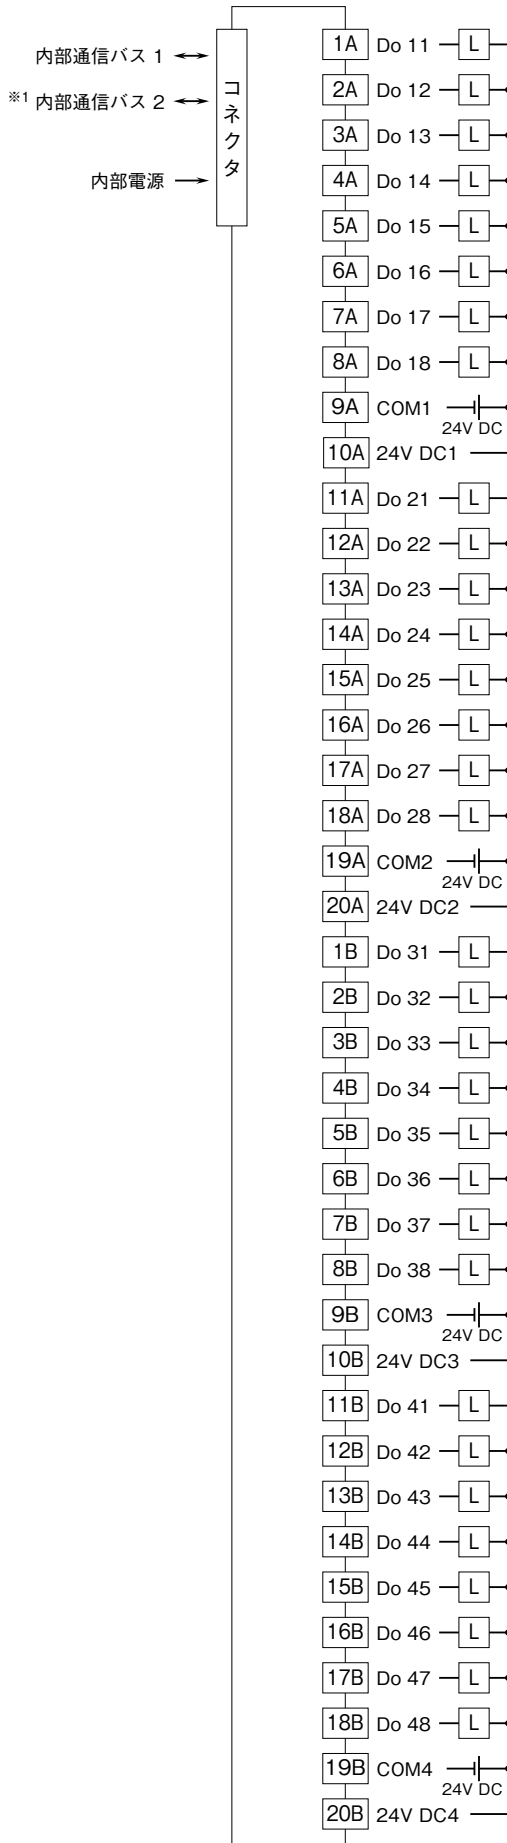 内部通信バス 1
※1 内部通信バス 2
内部電源
コネクタ
1A Do 11 L
2A Do 12 L
3A Do 13 L
4A Do 14 L
5A Do 15 L
6A Do 16 L
7A Do 17 L
8A Do 18 L
9A COM1
24V DC
10A 24V DC1
11A Do 21 L
12A Do 22 L
13A Do 23 L
14A Do 24 L
15A Do 25 L
16A Do 26 L
17A Do 27 L
18A Do 28 L
19A COM2
24V DC
20A 24V DC2
1B Do 31 L
2B Do 32 L
3B Do 33 L
4B Do 34 L
5B Do 35 L
6B Do 36 L
7B Do 37 L
8B Do 38 L
9B COM3
24V DC
10B 24V DC3
11B Do 41 L
12B Do 42 L
13B Do 43 L
14B Do 44 L
15B Do 45 L
16B Do 46 L
17B Do 47 L
18B Do 48 L
19B COM4
24V DC
20B 24V DC4